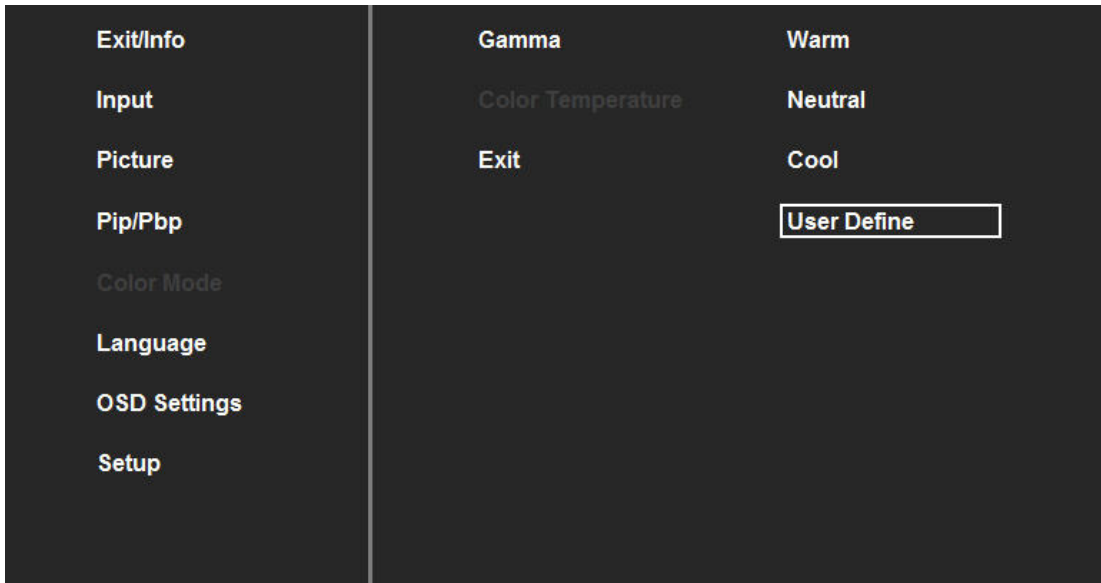 Exit/Info
Input
Picture
Pip/Pbp
Color Mode
Language
OSD Settings
Setup
Gamma
Color Temperature
Exit
Warm
Neutral
Cool
User Define